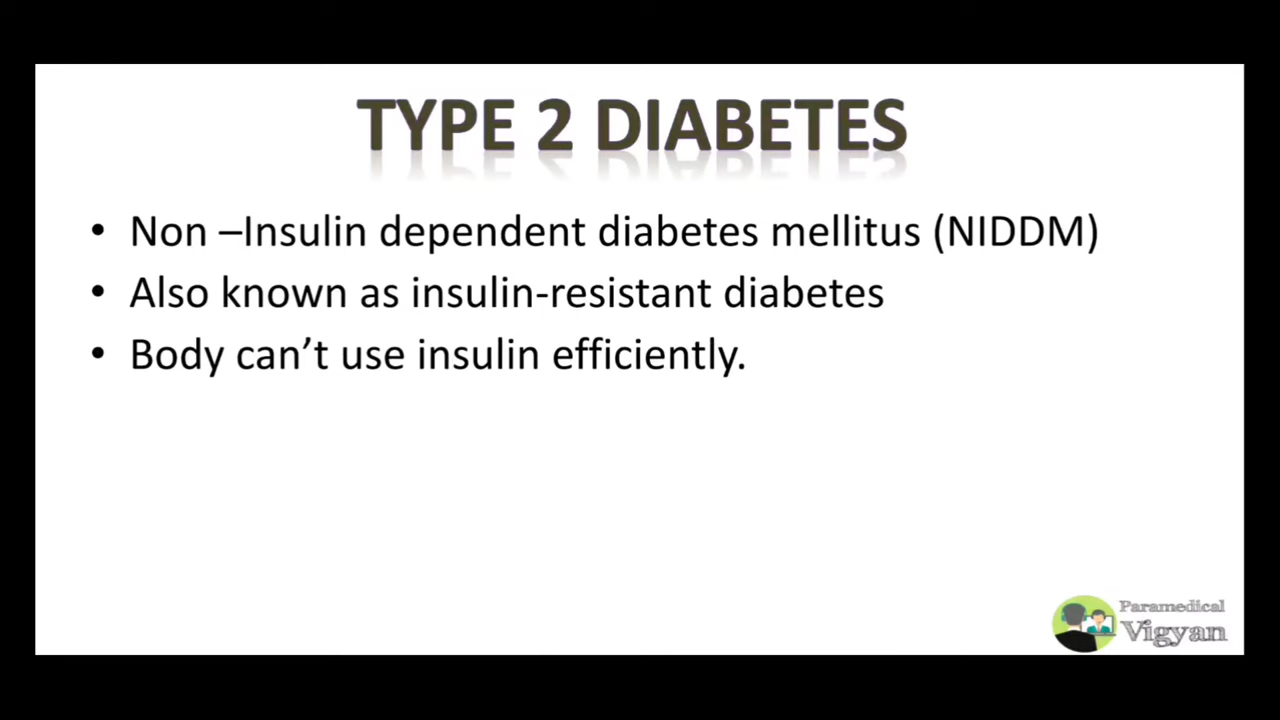 TYPE 2 DIABETES
• Non –Insulin dependent diabetes mellitus (NIDDM)
• Also known as insulin-resistant diabetes
• Body can’t use insulin efficiently.
Paramedical
Vigyan